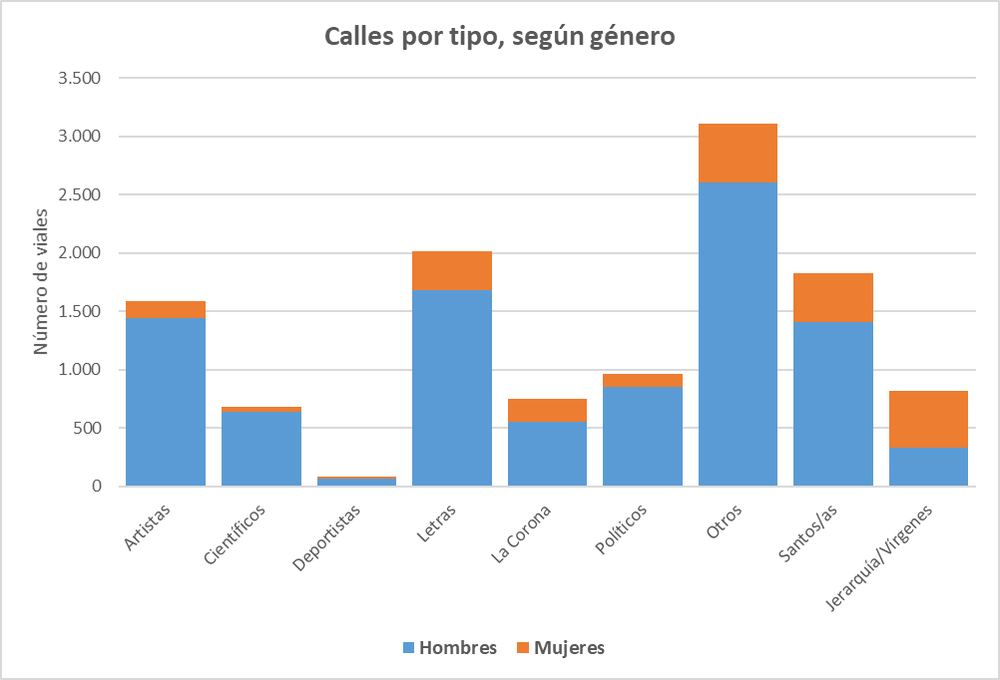 Calles por tipo, según género
Número de viales
3.500
3.000
2.500
2.000
1.500
1.000
500
0
Artistas
Científicos
Deportistas
Letras
La Corona
Políticos
Otros
Santos/as
Jerarquía/Vírgenes
Hombres
Mujeres